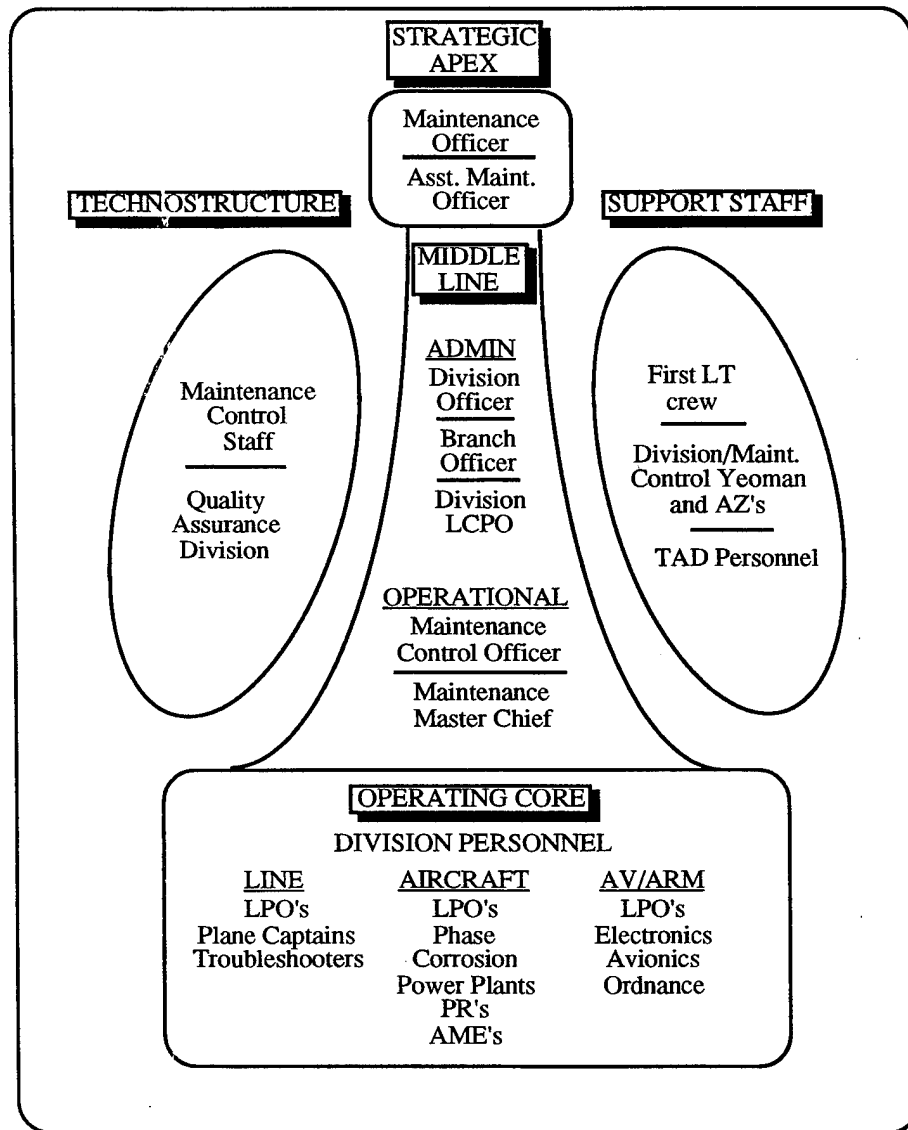 STRATEGIC
APEX
Maintenance
Officer
Asst. Maint.
Officer
TECHNOSTRUCTURE
SUPPORT STAFF
MIDDLE
LINE
Maintenance
Control
Staff
Quality
Assurance
Division
ADMIN
Division
Officer
Branch
Officer
Division
LCPO
OPERATIONAL
Maintenance
Control Officer
Maintenance
Master Chief
First LT
crew
Division/Maint.
Control Yeoman
and AZ's
TAD Personnel
OPERATING CORE
DIVISION PERSONNEL
LINE
LPO's
Plane Captains
Troubleshooters
AIRCRAFT
LPO's
Phase
Corrosion
Power Plants
PR's
AME's
AV/ARM
LPO's
Electronics
Avionics
Ordnance